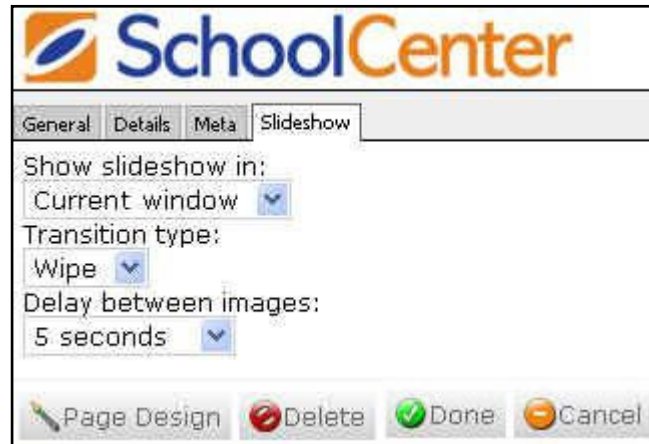 SchoolCenter
General Details Meta Slideshow
Show slideshow in:
Current window
Transition type:
Wipe
Delay between images:
5 seconds
Page Design Delete Done Cancel